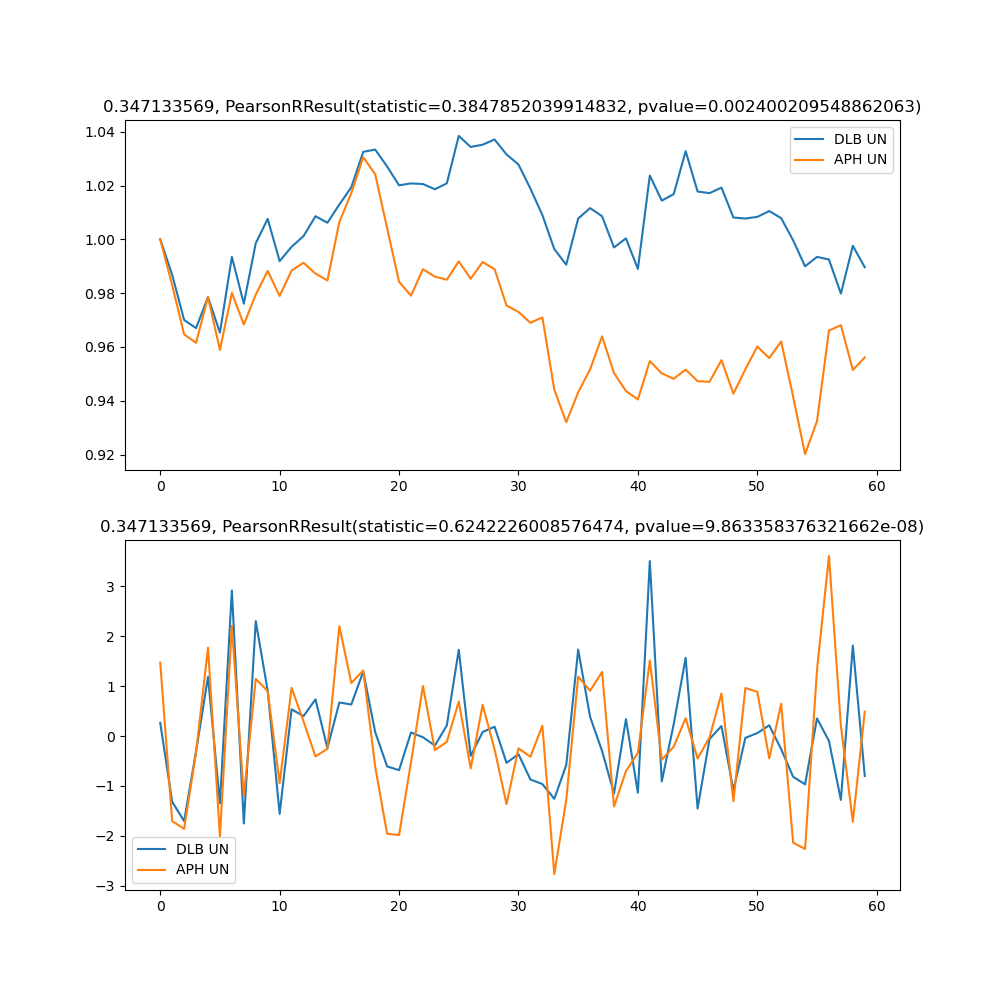 0.347133569, PearsonRResult(statistic=0.3847852039914832, pvalue=0.002400209548862063)
1.04
1.02
1.00
0.98
0.96
0.94
0.92
DLB UN
APH UN
0 10 20 30 40 50 60
0.347133569, PearsonRResult(statistic=0.6242226008576474, pvalue=9.863358376321662e-08)
3
2
1
0
−1
−2
−3
DLB UN
APH UN
0 10 20 30 40 50 60